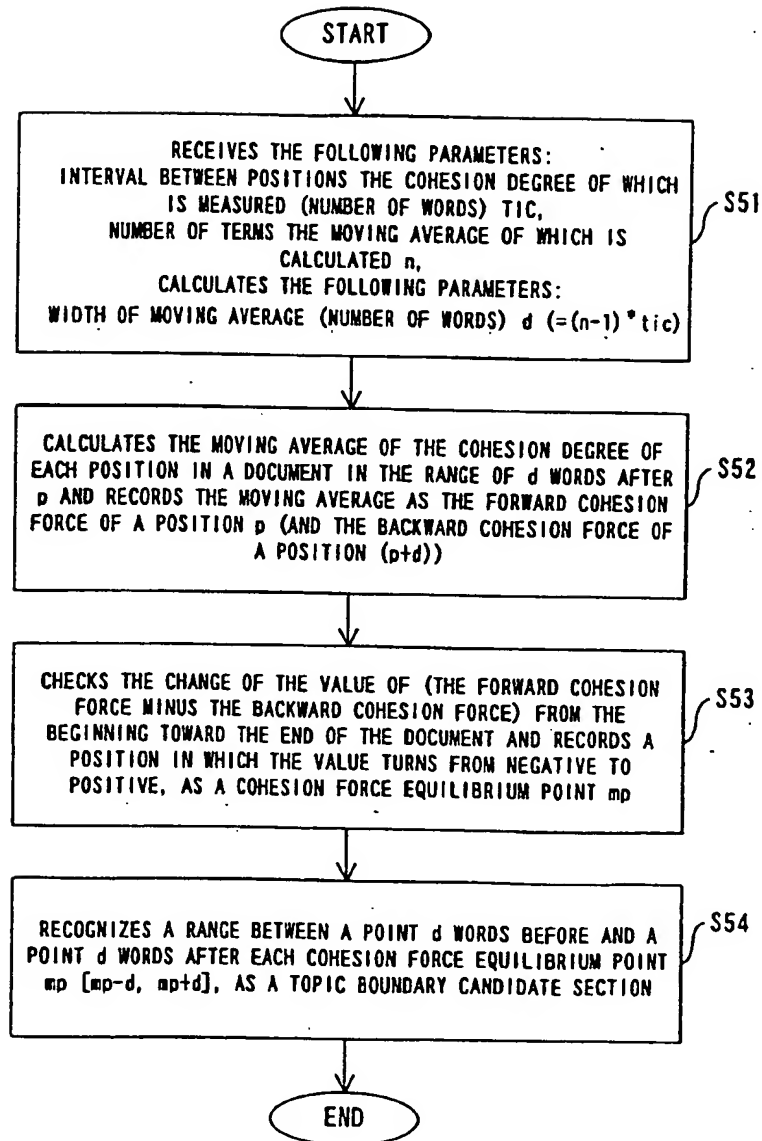 START
RECEIVES THE FOLLOWING PARAMETERS:
INTERVAL BETWEEN POSITIONS THE COHESION DEGREE OF WHICH
IS MEASURED (NUMBER OF WORDS) TIC,
NUMBER OF TERMS THE MOVING AVERAGE OF WHICH IS
CALCULATED n,
CALCULATES THE FOLLOWING PARAMETERS:
WIDTH OF MOVING AVERAGE (NUMBER OF WORDS) d (=(n-1)*tic)
S51
CALCULATES THE MOVING AVERAGE OF THE COHESION DEGREE OF
EACH POSITION IN A DOCUMENT IN THE RANGE OF d WORDS AFTER
p AND RECORDS THE MOVING AVERAGE AS THE FORWARD COHESION
FORCE OF A POSITION p (AND THE BACKWARD COHESION FORCE OF
A POSITION (p+d))
S52
CHECKS THE CHANGE OF THE VALUE OF (THE FORWARD COHESION
FORCE MINUS THE BACKWARD COHESION FORCE) FROM THE
BEGINNING TOWARD THE END OF THE DOCUMENT AND RECORDS A
POSITION IN WHICH THE VALUE TURNS FROM NEGATIVE TO
POSITIVE, AS A COHESION FORCE EQUILIBRIUM POINT mp
S53
RECOGNIZES A RANGE BETWEEN A POINT d WORDS BEFORE AND A
POINT d WORDS AFTER EACH COHESION FORCE EQUILIBRIUM POINT
mp [mp-d, mp+d], AS A TOPIC BOUNDARY CANDIDATE SECTION
S54
END